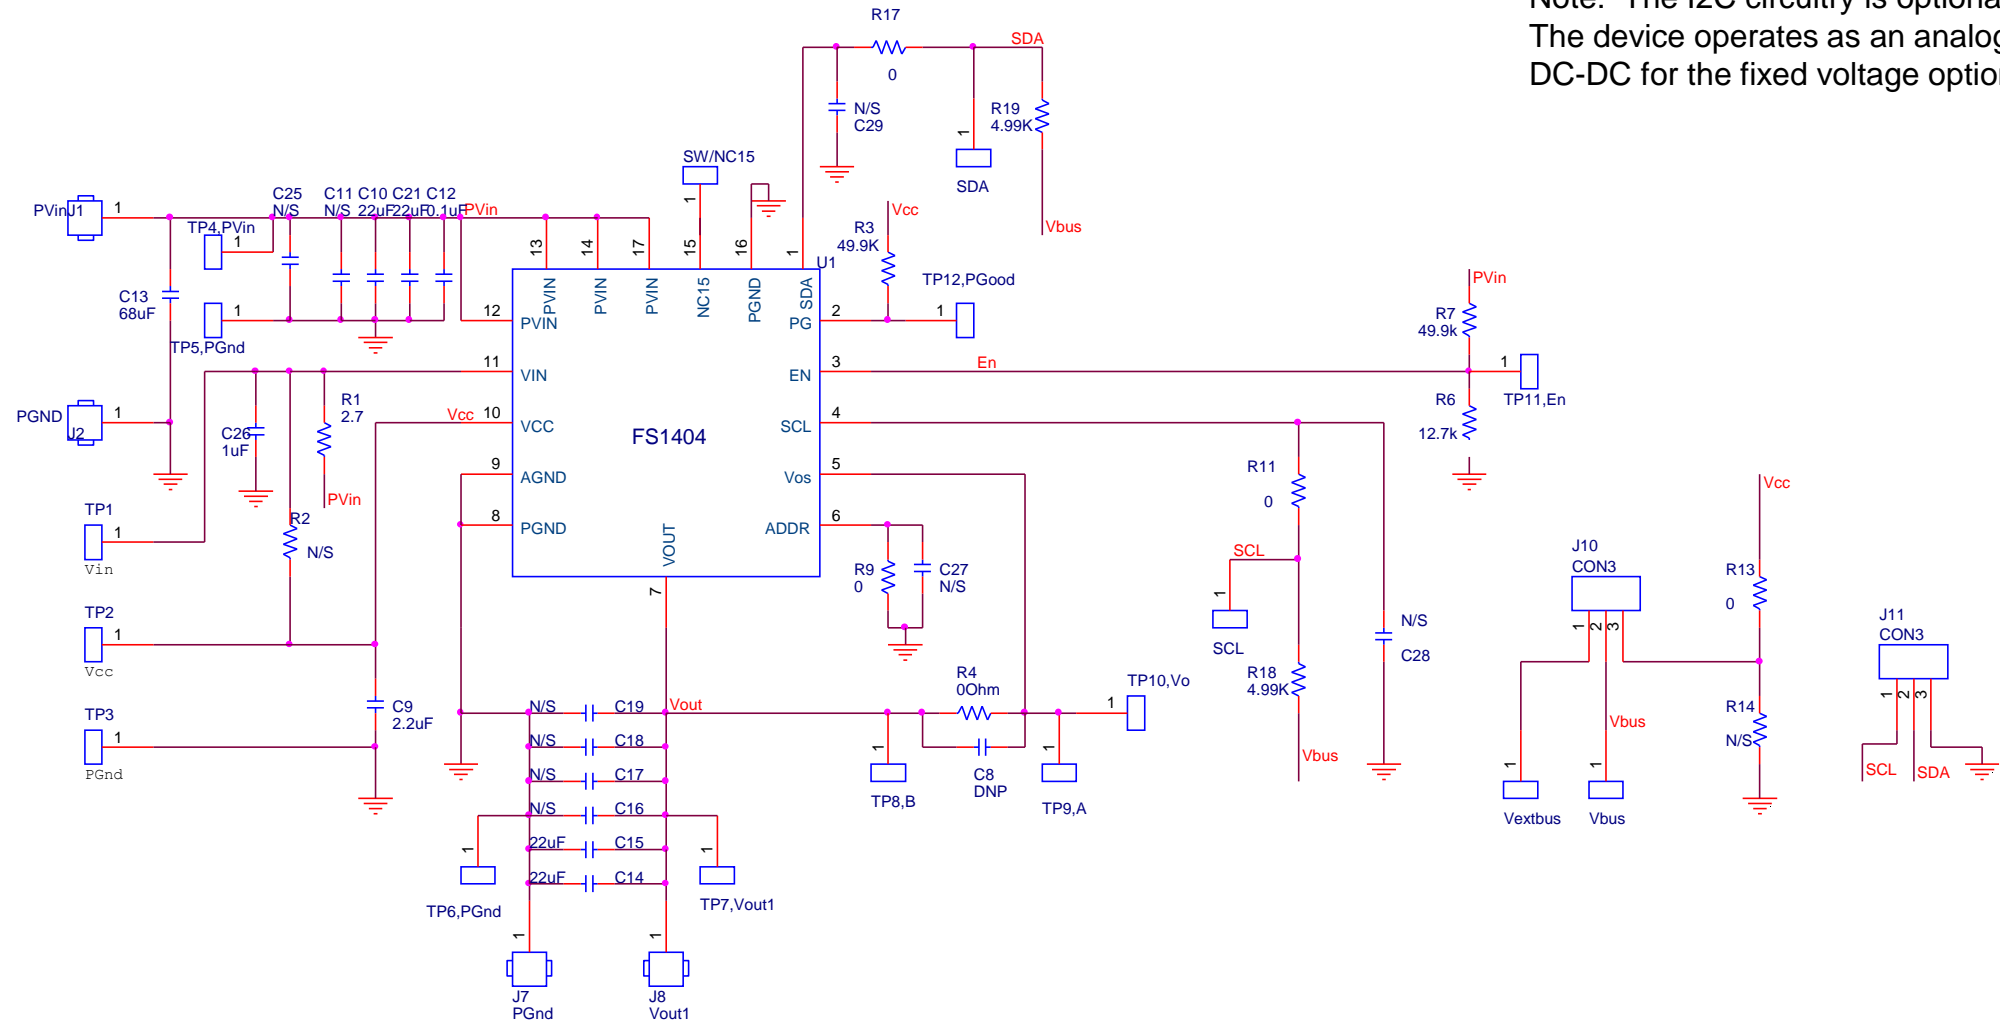 Note: The I2C circuitry is optiona
The device operates as an analog
DC-DC for the fixed voltage option
R17
0
SDA
N/S
C29
R19
4.99K
1
SDA
Vbus
SW/NC15
1
PVinJ1
1
TP4,PVin
1
C25
N/S
C11
N/S
C10
22uF
C21
22uF
C12
0.1uF
PVin
C13
68uF
1
TP5,PGnd
PGND
1
J2
13
14
17
15
16
1
U1
PVIN
PVIN
PVIN
NC15
PGND
SDA
12
PVIN
11
VIN
Vcc
10
VCC
9
AGND
8
PGND
FS1404
VOUT
7
PG
2
EN
3
SCL
4
Vos
5
ADDR
6
Vcc
R3
49.9K
TP12,PGood
1
En
PVin
R7
49.9k
1
TP11,En
R6
12.7k
C26
1uF
R1
2.7
PVin
R2
N/S
TP1
1
Vin
TP2
1
Vcc
TP3
1
PGnd
C9
2.2uF
R9
0
C27
N/S
R11
0
SCL
1
SCL
R18
4.99K
Vbus
N/S
C28
N/S
C19
Vout
N/S
C18
N/S
C17
N/S
C16
22uF
C15
22uF
C14
1
TP6,PGnd
1
TP7,Vout1
1
J7
PGnd
1
J8
Vout1
R4
0Ohm
1
TP10,Vo
1
TP8,B
C8
DNP
1
TP9,A
J10
CON3
1
2
3
Vbus
1
Vextbus
1
Vbus
Vcc
R13
0
R14
N/S
J11
CON3
1
2
3
SCL
SDA